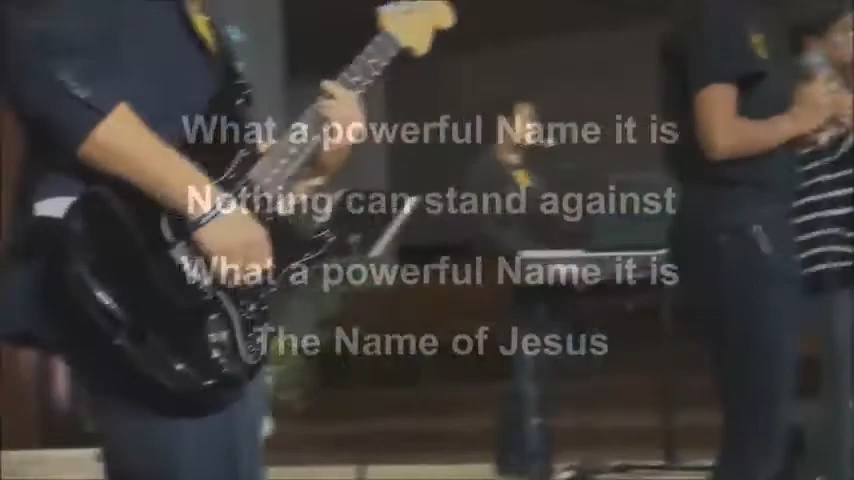 What a powerful Name it is
Nothing can stand against
What a powerful Name it is
The Name of Jesus